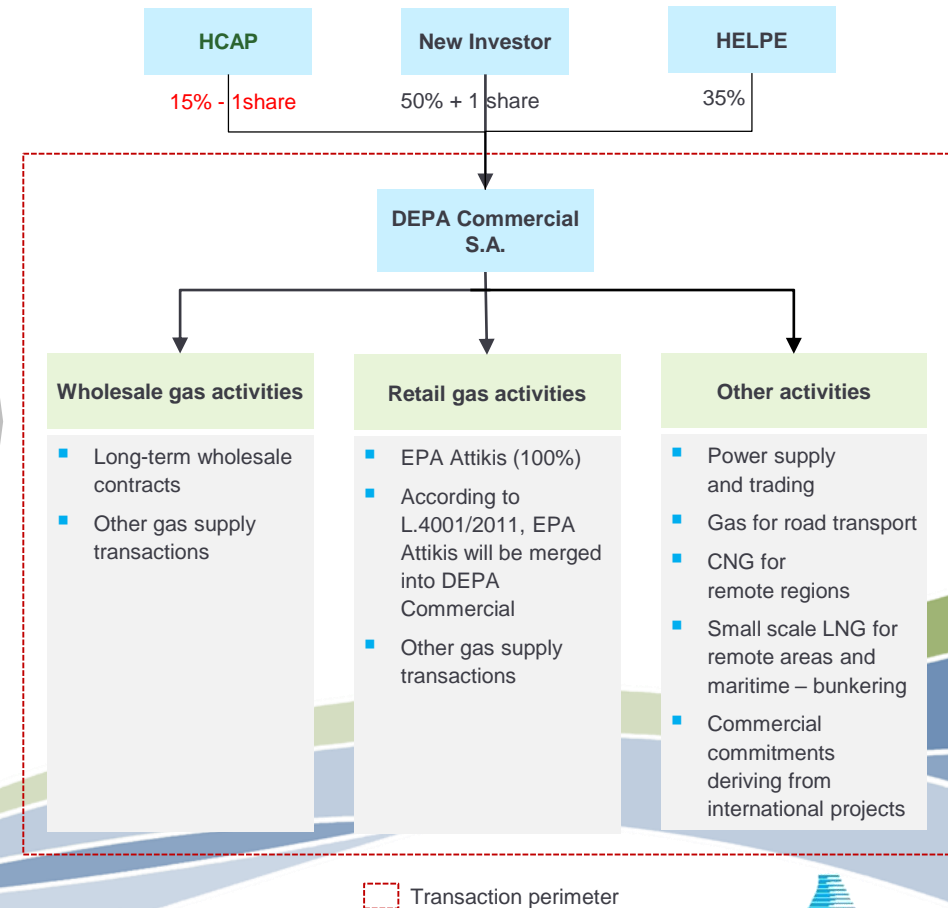 HCAP
New Investor
HELPE
15% - 1share
50% + 1 share
35%
DEPA Commercial
S.A.
Wholesale gas activities
Long-term wholesale
contracts
Other gas supply
transactions
Retail gas activities
EPA Attikis (100%)
According to
L.4001/2011, EPA
Attikis will be merged
into DEPA
Commercial
Other gas supply
transactions
Other activities
Power supply
and trading
Gas for road transport
CNG for
remote regions
Small scale LNG for
remote areas and
maritime – bunkering
Commercial
commitments
deriving from
international projects
Transaction perimeter